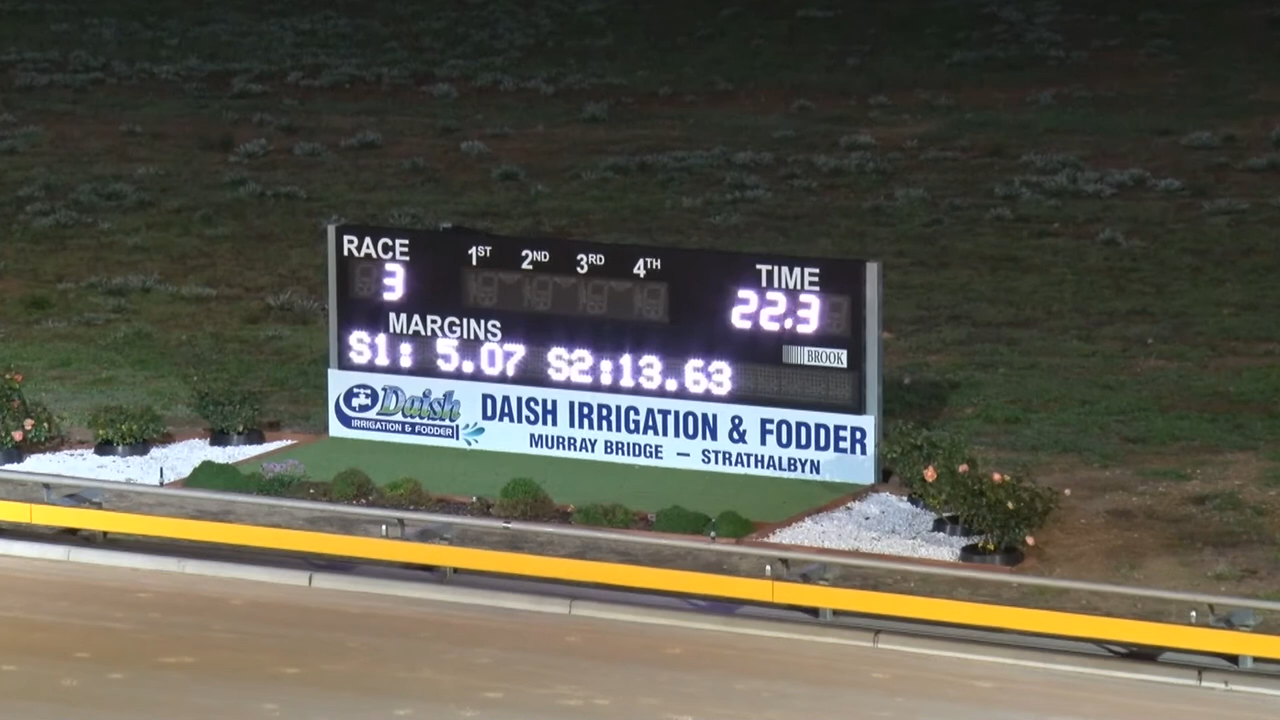 RACE 1ST 2ND 3RD 4TH TIME
3 22.3
MARGINS
BROOK
S1: 5.07 S2:13.63
Daish
IRRIGATION & FODDER
DAISH IRRIGATION & FODDER
MURRAY BRIDGE — STRATHALBYN